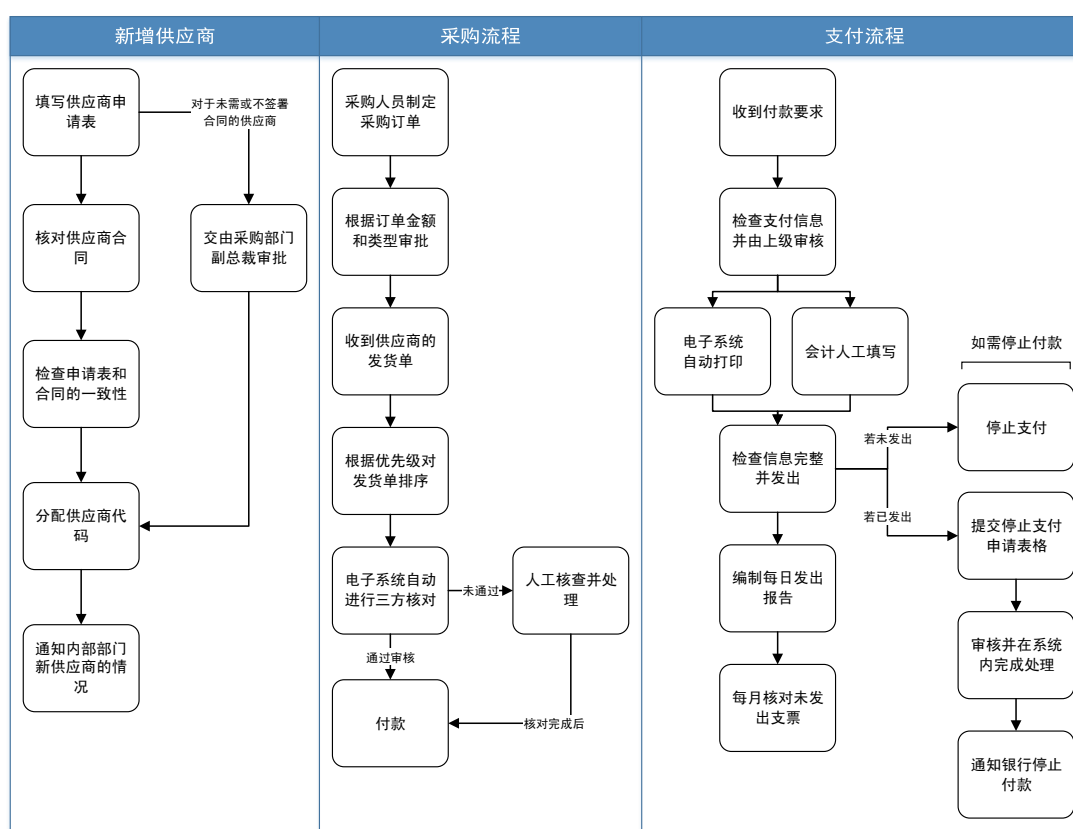 新增供应商
填写供应商申
请表
对于未需或不签署
合同的供应商
核对供应商合
同
交由采购部门
副总裁审批
检查申请表和
合同的一致性
分配供应商代
码
通知内部部门
新供应商的情
况
采购流程
采购人员制定
采购订单
根据订单金额
和类型审批
收到供应商的
发货单
根据优先级对
发货单排序
电子系统自动
进行三方核对
未通过
人工核查并处
理
通过审核
付款
核对完成后
支付流程
收到付款要求
检查支付信息
并由上级审核
电子系统
自动打印
会计人工填写
如需停止付款
检查信息完整
并发出
若未发出
停止支付
若已发出
提交停止支付
申请表格
编制每日发出
报告
审核并在系统
内完成处理
每月核对未发
出支票
通知银行停止
付款